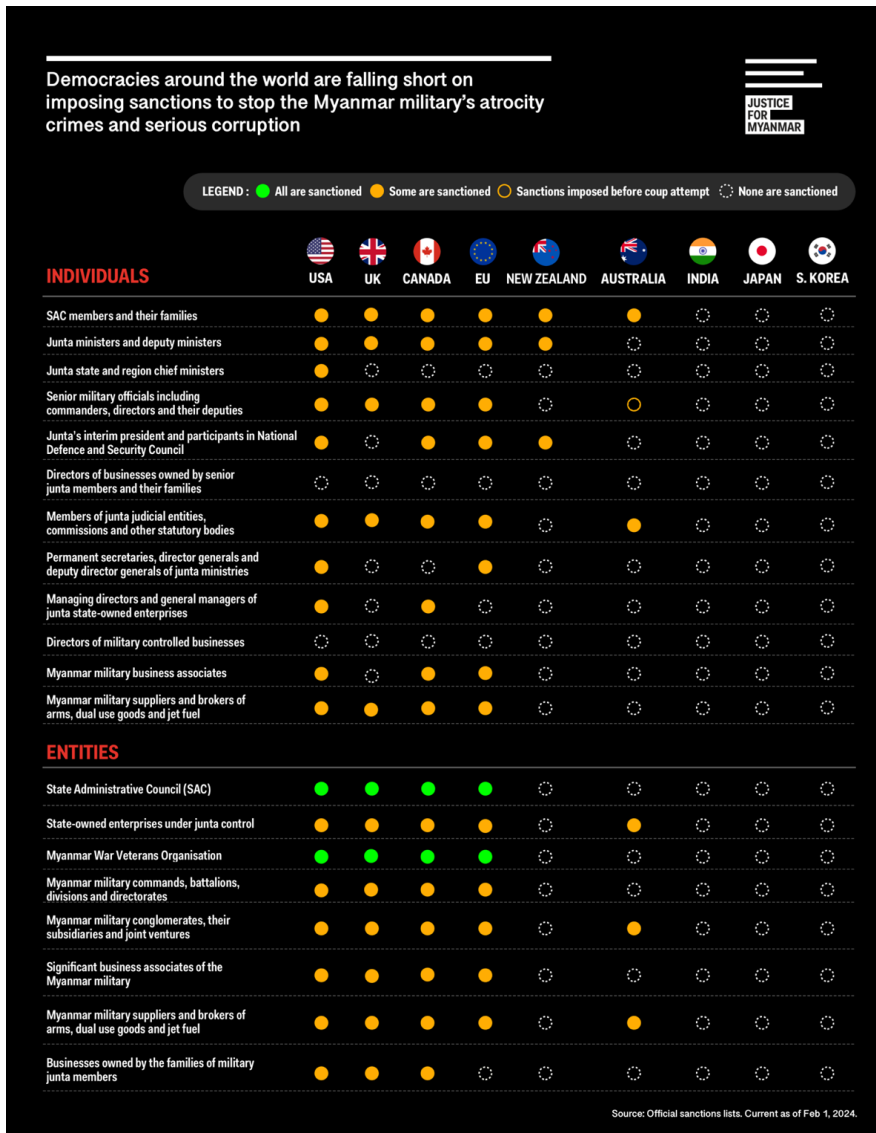 Democracies around the world are falling short on
imposing sanctions to stop the Myanmar military's atrocity
crimes and serious corruption
JUSTICE
FOR
MYANMAR
LEGEND : All are sanctioned Some are sanctioned Sanctions imposed before coup attempt None are sanctioned
INDIVIDUALS USA UK CANADA EU NEW ZEALAND AUSTRALIA INDIA JAPAN S. KOREA
SAC members and their families
Junta ministers and deputy ministers
Junta state and region chief ministers
Senior military officials including
commanders, directors and their deputies
Junta's interim president and participants in National
Defence and Security Council
Directors of businesses owned by senior
junta members and their families
Members of junta judicial entities,
commissions and other statutory bodies
Permanent secretaries, director generals and
deputy director generals of junta ministries
Managing directors and general managers of
junta state-owned enterprises
Directors of military controlled businesses
Myanmar military business associates
Myanmar military suppliers and brokers of
arms, dual use goods and jet fuel
ENTITIES
State Administrative Council (SAC)
State-owned enterprises under junta control
Myanmar War Veterans Organisation
Myanmar military commands, battalions,
divisions and directorates
Myanmar military conglomerates, their
subsidiaries and joint ventures
Significant business associates of the
Myanmar military
Myanmar military suppliers and brokers of
arms, dual use goods and jet fuel
Businesses owned by the families of military
junta members
Source: Official sanctions lists. Current as of Feb 1, 2024.